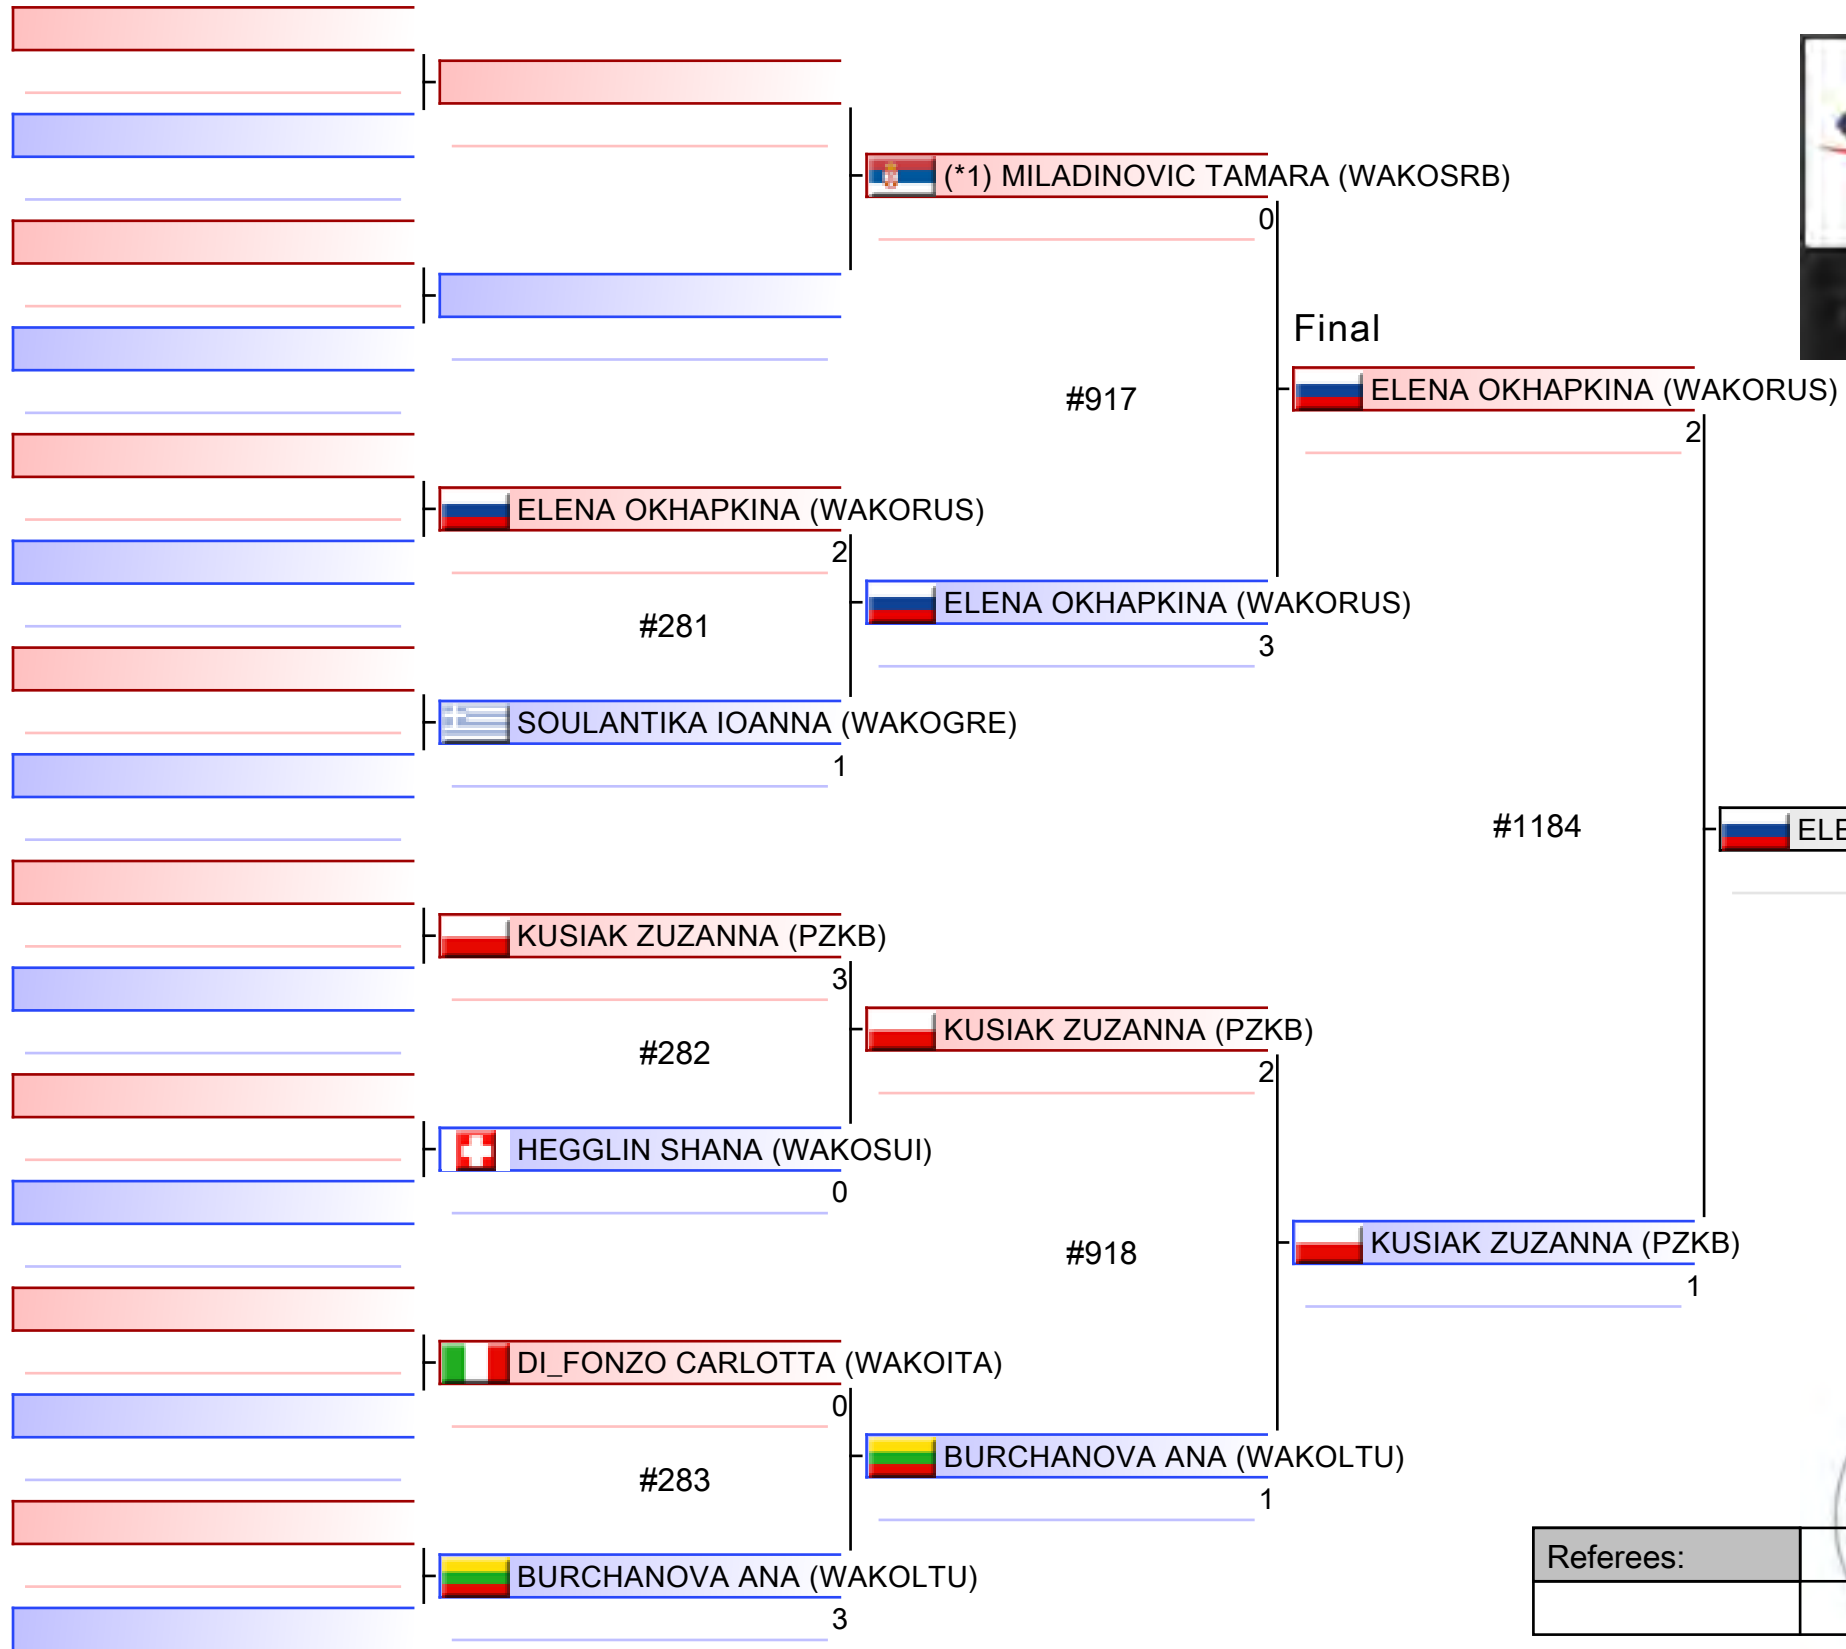 (*1) MILADINOVIC TAMARA (WAKOSRB)
0
Final
#917
ELENA OKHAPKINA (WAKORUS)
2
ELENA OKHAPKINA (WAKORUS)
2
ELENA OKHAPKINA (WAKORUS)
#281
3
SOULANTIKA IOANNA (WAKOGRE)
1
#1184
ELE
KUSIAK ZUZANNA (PZKB)
3
KUSIAK ZUZANNA (PZKB)
#282
2
HEGGLIN SHANA (WAKOSUI)
0
#918
KUSIAK ZUZANNA (PZKB)
1
DI_FONZO CARLOTTA (WAKOITA)
0
BURCHANOVA ANA (WAKOLTU)
#283
1
Referees:
BURCHANOVA ANA (WAKOLTU)
3